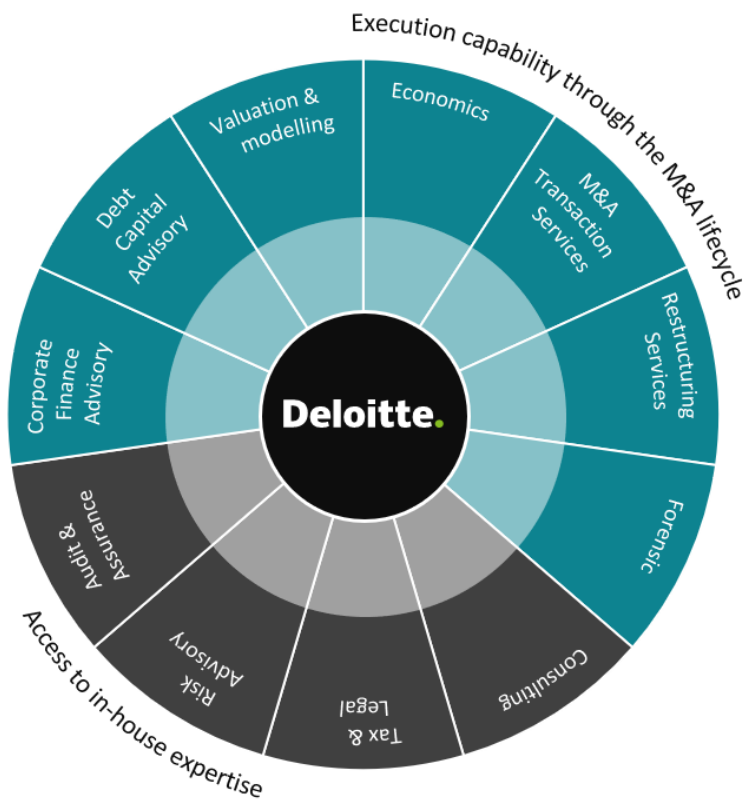 Execution capability through the M&A lifecycle
Valuation &
modelling
Economics
M&A
Transaction
Services
Restructuring
Services
Forensic
Consulting
Tax &
Legal
Risk
Advisory
Audit &
Assurance
Corporate
Finance
Advisory
Debt
Capital
Advisory
Deloitte.
Access to in-house expertise